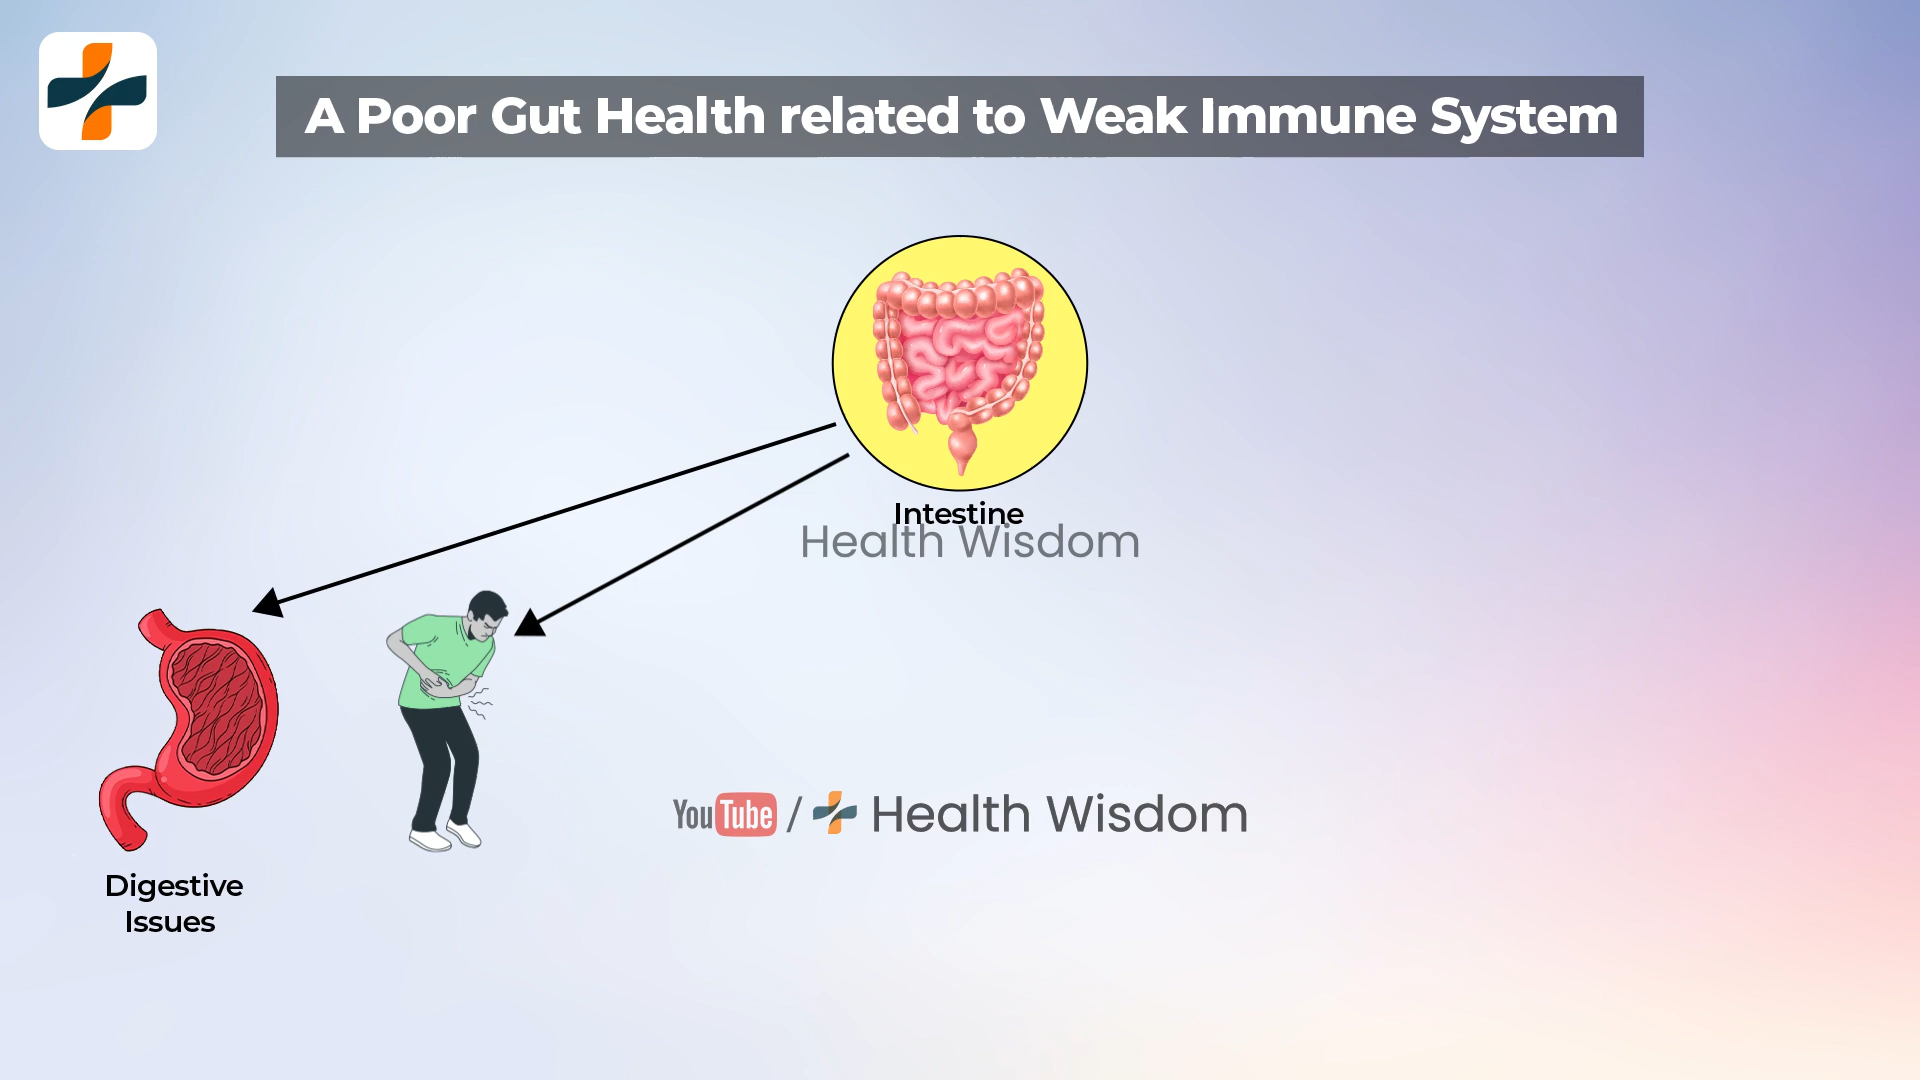 A Poor Gut Health related to Weak Immune System
Intestine
Health Wisdom
YouTube / Health Wisdom
Digestive
Issues